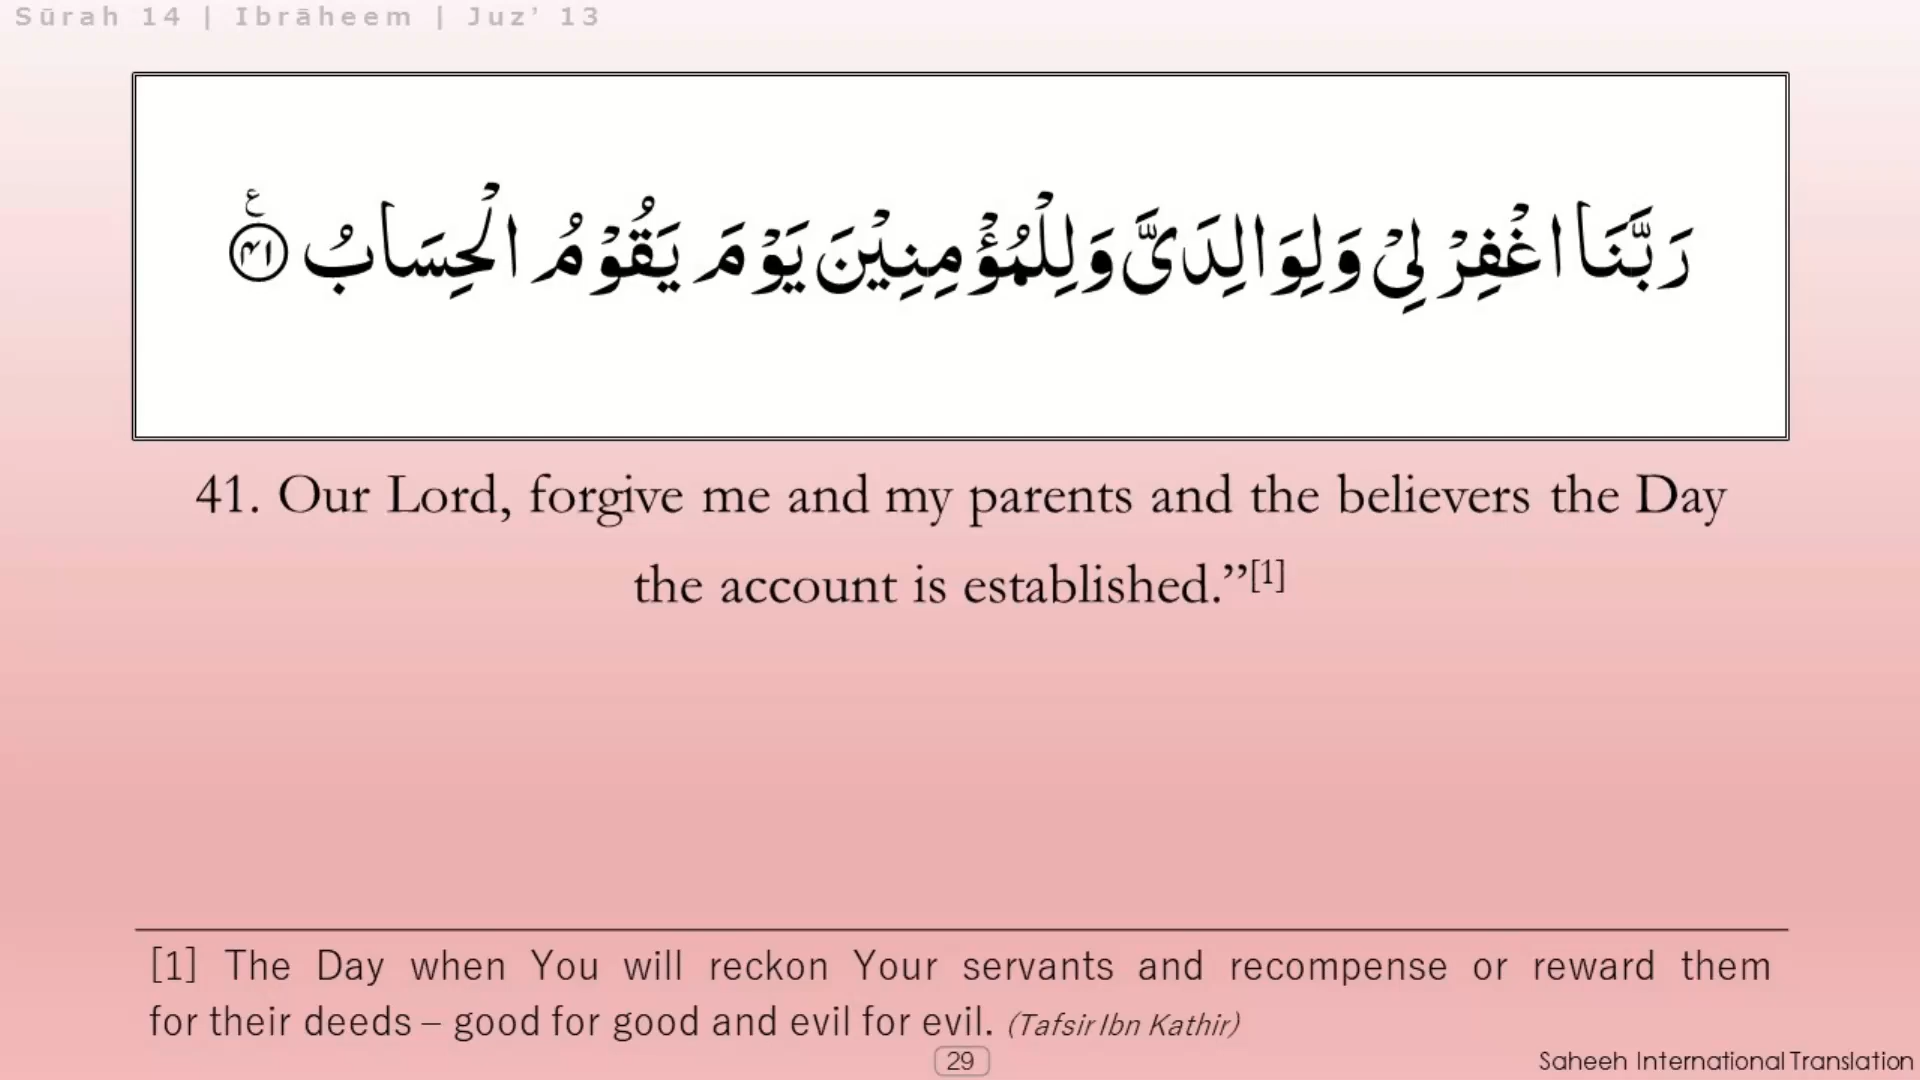 Sūrah 14 | Ibrāheem | Juz’ 13
رَبَّنَا اغْفِرْ لِيْ وَلِوَالِدَىَّ وَلِلْمُؤْمِنِيْنَ يَوْمَ يَقُوْمُ الْحِسَابُ ۴۱ ع
41. Our Lord, forgive me and my parents and the believers the Day
the account is established.”[1]
[1] The Day when You will reckon Your servants and recompense or reward them
for their deeds – good for good and evil for evil. (Tafsir Ibn Kathir)
29
Saheeh International Translation